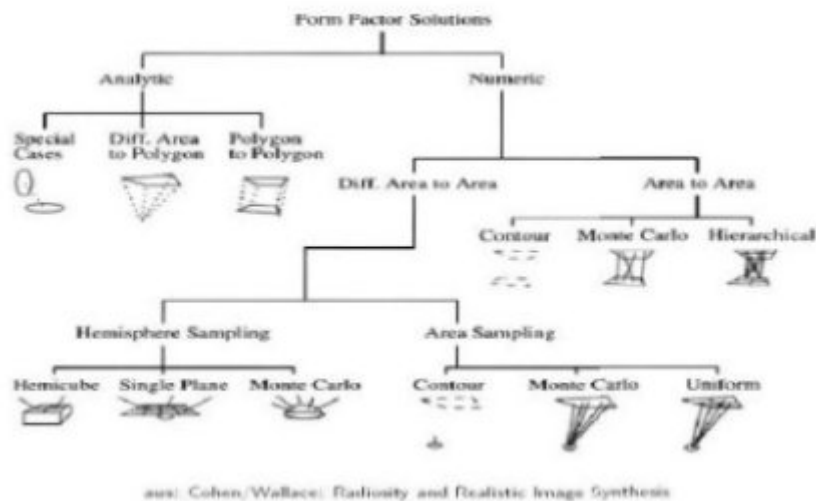 Form Factor Solutions
Analytic
Numeric
Special Cases
Diff. Area to Polygon
Polygon to Polygon
Diff. Area to Area
Area to Area
Contour
Monte Carlo
Hierarchical
Hemisphere Sampling
Area Sampling
Hemicube
Single Plane
Monte Carlo
Contour
Monte Carlo
Uniform
aus: Cohen/Wallace: Radiosity and Realistic Image Synthesis